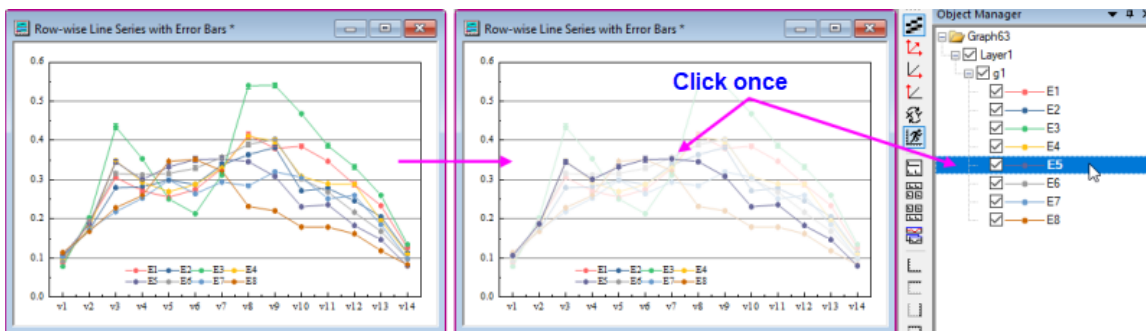 Row-wise Line Series with Error Bars *
0.6
0.5
0.4
0.3
0.2
0.1
0.0
v1 v2 v3 v4 v5 v6 v7 v8 v9 v10 v11 v12 v13 v14
E1 E2 E3 E4
E5 E6 E7 E8
Row-wise Line Series with Error Bars *
Click once
0.6
0.5
0.4
0.3
0.2
0.1
0.0
v1 v2 v3 v4 v5 v6 v7 v8 v9 v10 v11 v12 v13 v14
E1 E2 E3 E4
E5 E6 E7 E8
Object Manager
Graph63
Layer1
g1
E1
E2
E3
E4
E5
E6
E7
E8